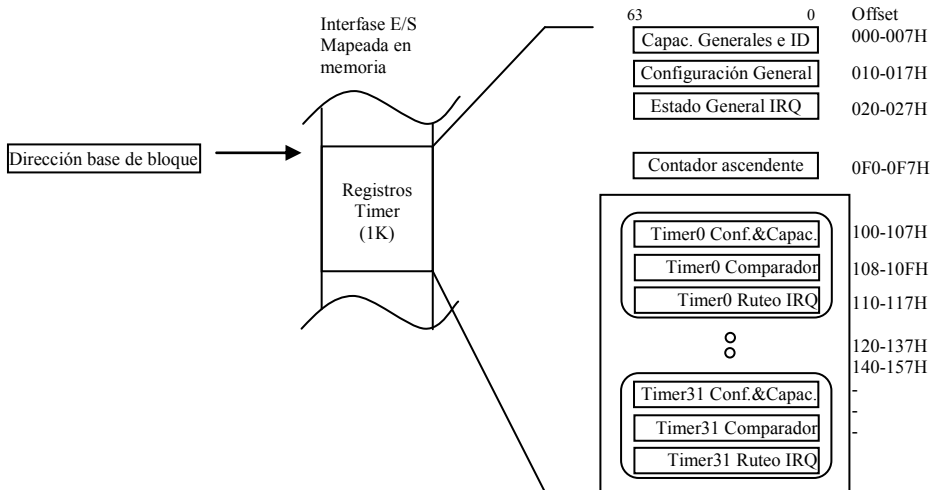 Interfase E/S
Mapeada en
memoria
Dirección base de bloque
Registros
Timer
(1K)
63 0 Offset
Capac. Generales e ID 000-007H
Configuración General 010-017H
Estado General IRQ 020-027H
Contador ascendente 0F0-0F7H
Timer0 Conf.&Capac. 100-107H
Timer0 Comparador 108-10FH
Timer0 Ruteo IRQ 110-117H
120-137H
140-157H
Timer31 Conf.&Capac. -
-
Timer31 Comparador -
Timer31 Ruteo IRQ